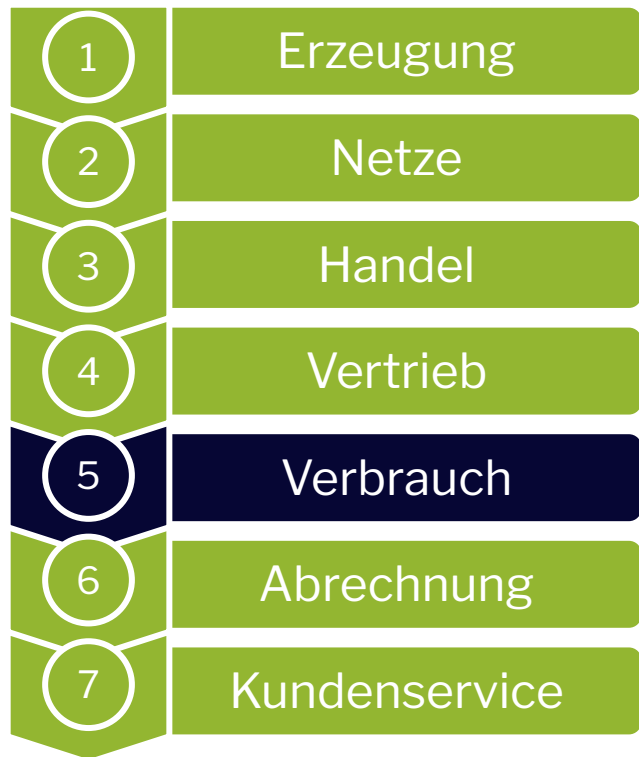 1 Erzeugung
2 Netze
3 Handel
4 Vertrieb
5 Verbrauch
6 Abrechnung
7 Kundenservice